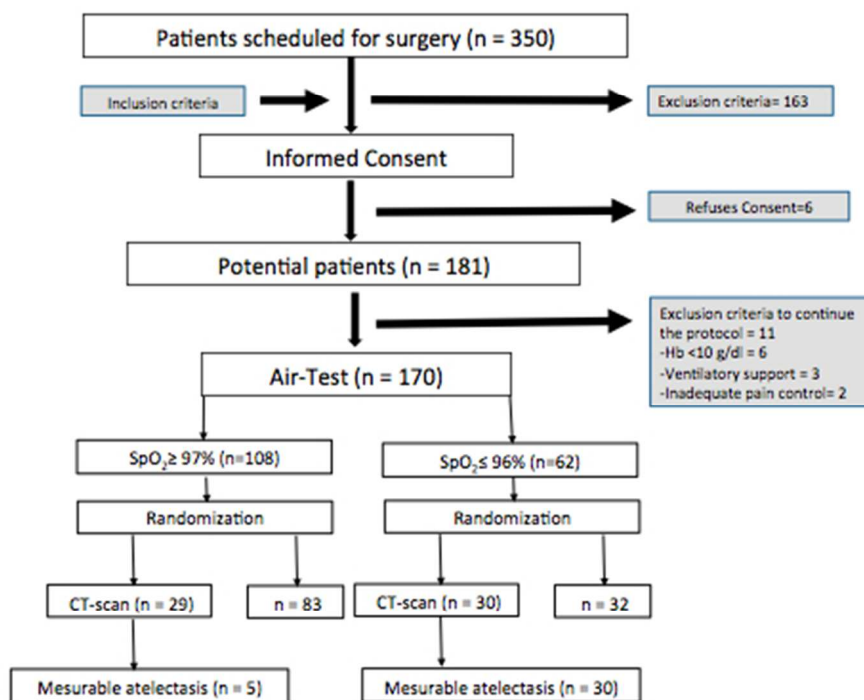 Patients scheduled for surgery (n = 350)
Inclusion criteria
Exclusion criteria= 163
Informed Consent
Refuses Consent=6
Potential patients (n = 181)
Exclusion criteria to continue
the protocol = 11
-Hb <10 g/dl = 6
-Ventilatory support = 3
-Inadequate pain control= 2
Air-Test (n = 170)
SpO₂≥ 97% (n=108)
SpO₂≤ 96% (n=62)
Randomization
Randomization
CT-scan (n = 29)
n = 83
CT-scan (n = 30)
n = 32
Mesurable atelectasis (n = 5)
Mesurable atelectasis (n = 30)